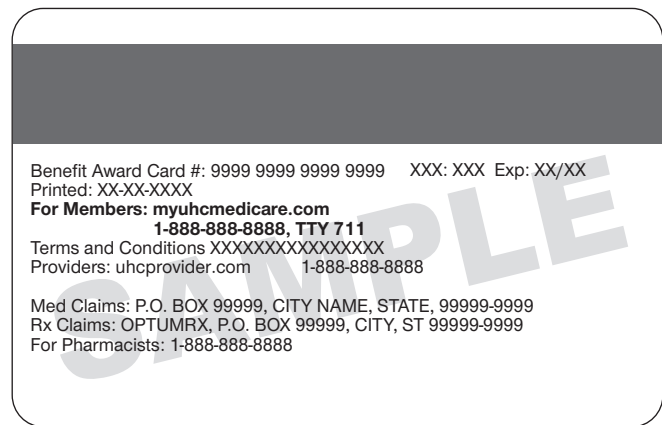 Benefit Award Card #: 9999 9999 9999 9999 XXX: XXX Exp: XX/XX
Printed: XX-XX-XXXX
For Members: myuhcmedicare.com
1-888-888-8888, TTY 711
Terms and Conditions XXXXXXXXXXXXXXXX
Providers: uhcprovider.com 1-888-888-8888
Med Claims: P.O. BOX 99999, CITY NAME, STATE, 99999-9999
Rx Claims: OPTUMRX, P.O. BOX 99999, CITY, ST 99999-9999
For Pharmacists: 1-888-888-8888
SAMPLE